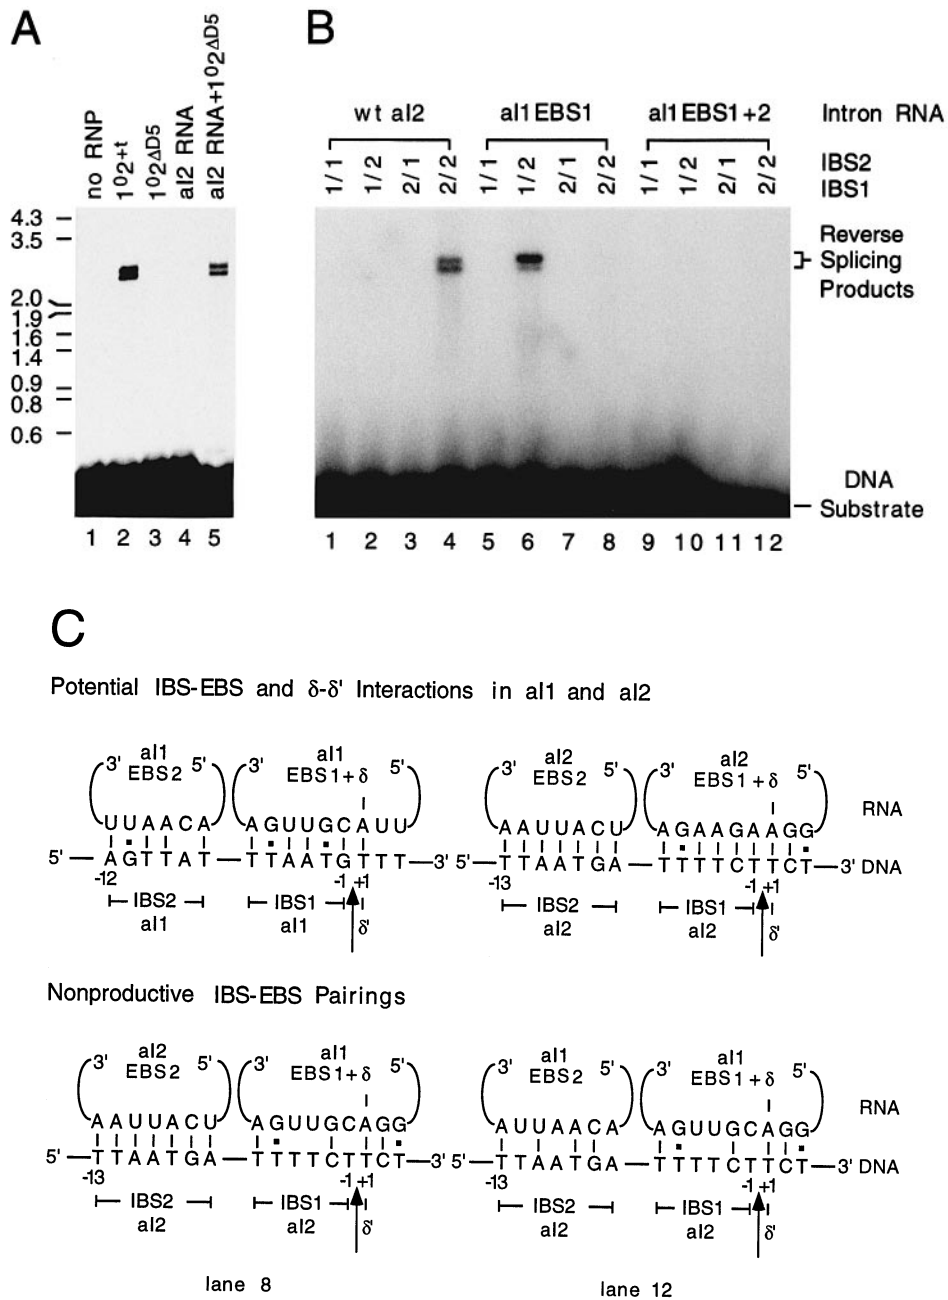 A
no RNP
1⁰2+t
1⁰2ΔD5
aI2 RNA
aI2 RNA+1⁰2ΔD5
4.3
3.5
2.0
1.9
1.6
1.4
0.9
0.8
0.6
1 2 3 4 5
B
wt aI2 aI1EBS1 aI1EBS1+2 Intron RNA
1/1 1/2 2/1 2/2 1/1 1/2 2/1 2/2 1/1 1/2 2/1 2/2 IBS2
IBS1
Reverse
Splicing
Products
DNA
Substrate
1 2 3 4 5 6 7 8 9 10 11 12
C
Potential IBS-EBS and δ-δ' Interactions in aI1 and aI2
3' aI1 5' 3' aI1 5' 3' aI2 5' 3' aI2 5'
EBS2 EBS1+δ EBS2 EBS1+δ
UUAACA AGUUGCAUU AAUUACU AGAAGAAGG RNA
5' AGTTAT TTAATGTTT 3' 5' TTAATGA TTTTCTTCT 3' DNA
-12 -1 +1 -13 -1 +1
IBS2 IBS1 IBS2 IBS1
aI1 aI1 δ' aI2 aI2 δ'
Nonproductive IBS-EBS Pairings
3' aI2 5' 3' aI1 5' 3' aI1 5' 3' aI1 5'
EBS2 EBS1+δ EBS2 EBS1+δ
AAUUACU AGUUGCAGG AUUAACA AGUUGCAGG RNA
5' TTAATGA TTTTCTTCT 3' 5' TTAATGA TTTTCTTCT 3' DNA
-13 -1 +1 -13 -1 +1
IBS2 IBS1 IBS2 IBS1
aI2 aI2 δ' aI2 aI2 δ'
lane 8 lane 12